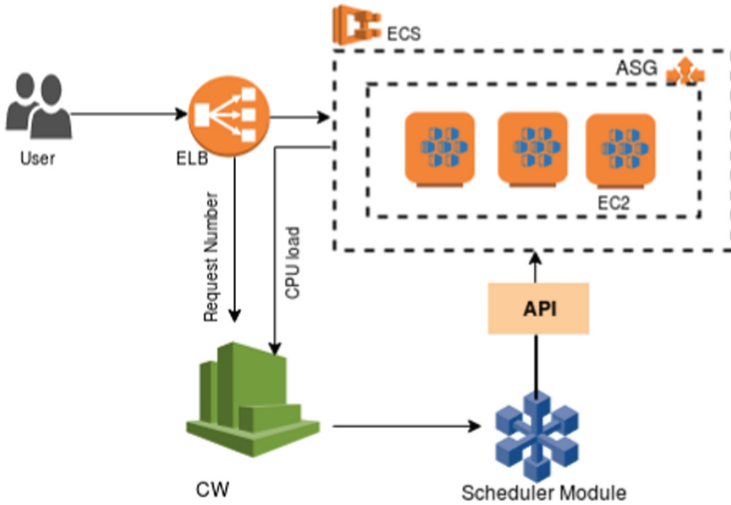 ECS
ASG
User
ELB
EC2
Request Number
CPU load
API
CW
Scheduler Module